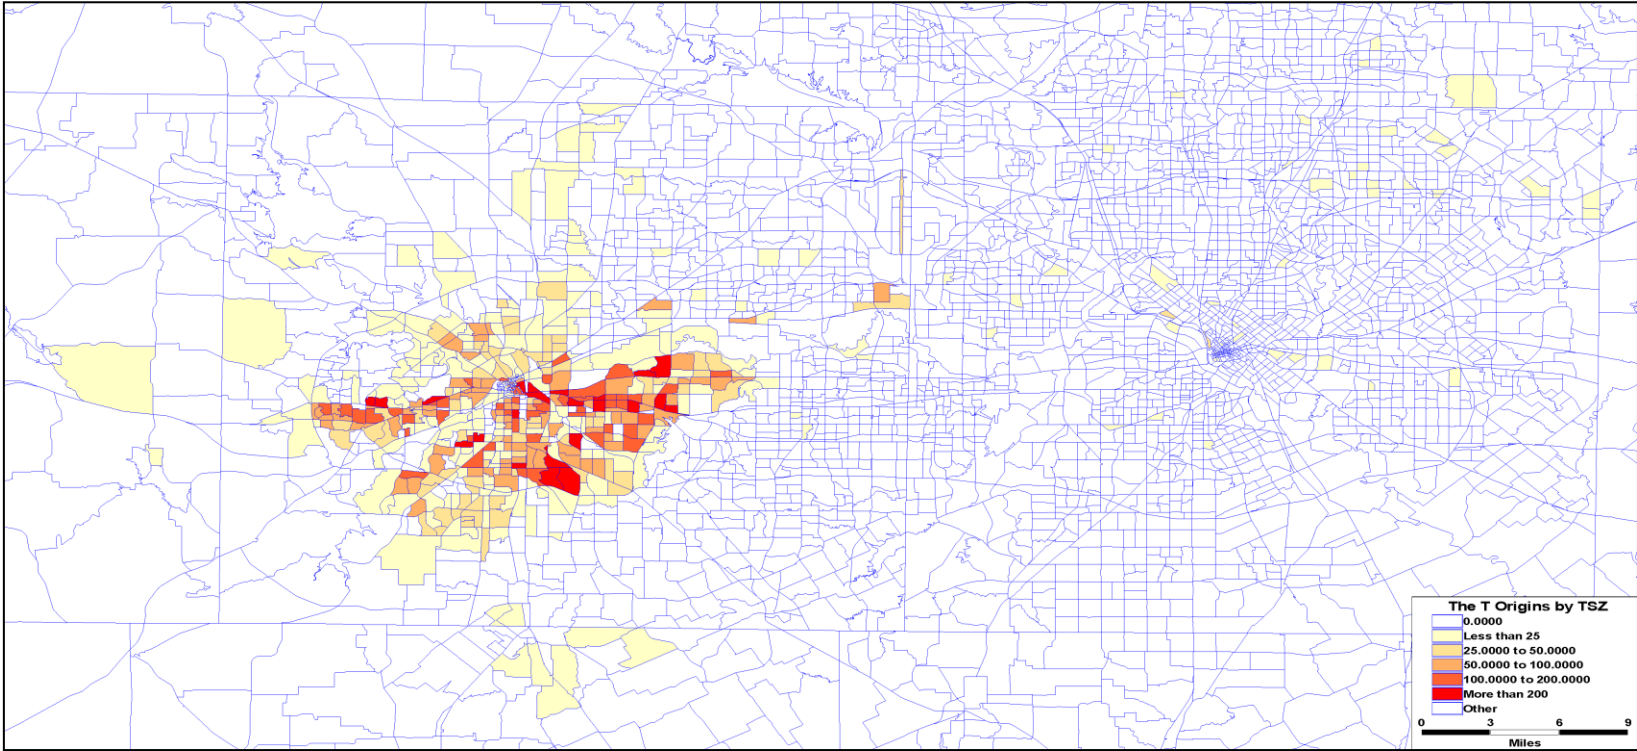 The T Origins by TSZ
0.0000
Less than 25
25.0000 to 50.0000
50.0000 to 100.0000
100.0000 to 200.0000
More than 200
Other
0 3 6 9
Miles